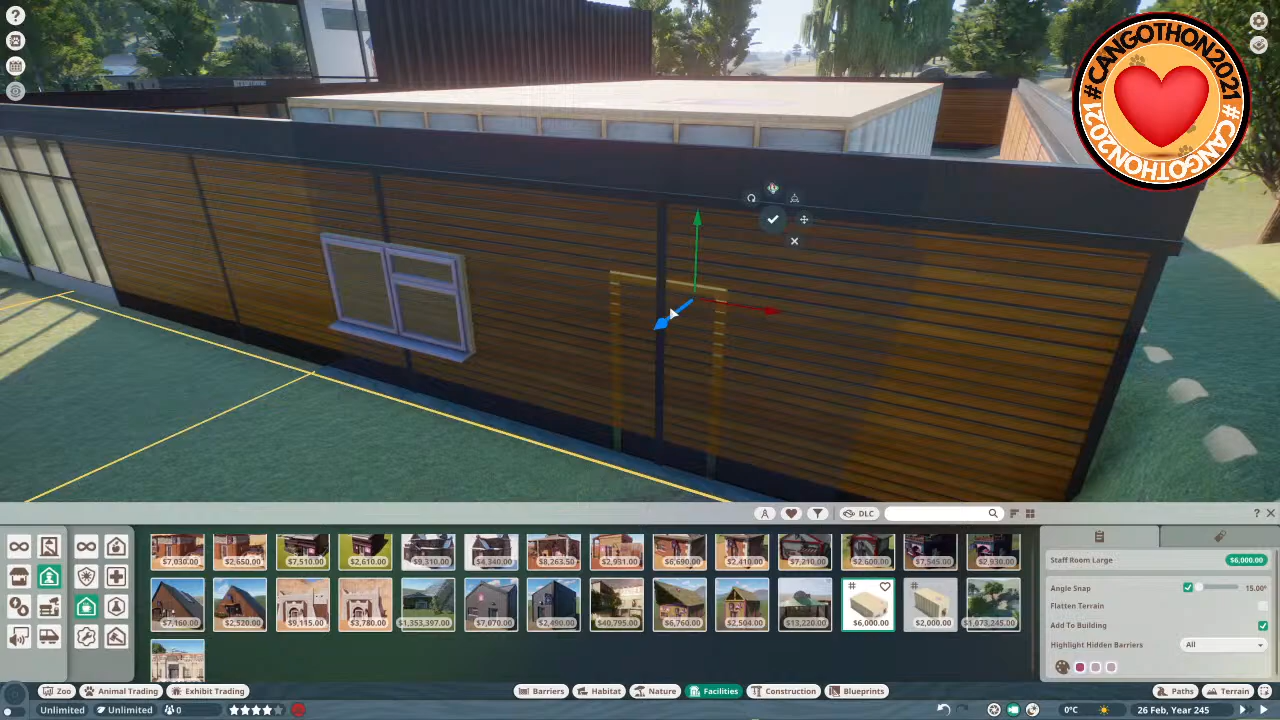 #CANGOTHON2021
#CANGOTHON2021
DLC
$7,030.00 $2,650.00 $7,510.00 $2,610.00 $9,310.00 $4,340.00 $8,263.50 $2,931.00 $6,690.00 $2,410.00 $7,210.00 $2,600.00 $7,545.00 $2,930.00
$7,160.00 $2,520.00 $9,115.00 $3,780.00 $1,353,397.00 $7,070.00 $2,490.00 $40,795.00 $6,760.00 $2,504.00 $13,220.00 $6,000.00 $2,000.00 $1,073,245.00
Staff Room Large $6,000.00
Angle Snap 15.00°
Flatten Terrain
Add To Building
Highlight Hidden Barriers All
Zoo Animal Trading Exhibit Trading Barriers Habitat Nature Facilities Construction Blueprints Paths Terrain
Unlimited Unlimited 0 0°C 26 Feb, Year 245